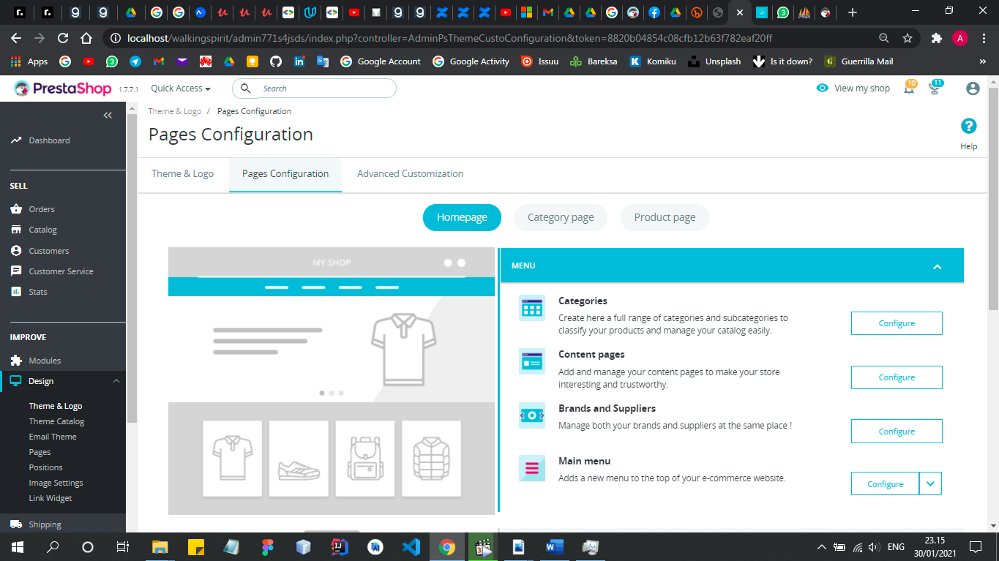 localhost/walkingspirit/admin771s4jsds/index.php?controller=AdminPsThemeCustoConfiguration&token=8820b04854c08cfb12b63f782eaf20ff
A
Apps
3
Google Account
Google Activity
Issuu
Bareksa
Komiku
Unsplash
Is it down?
Guerrilla Mail
PrestaShop
1.7.7.1
Quick Access
Search
View my shop
10
11
Theme & Logo / Pages Configuration
Pages Configuration
Help
Theme & Logo
Pages Configuration
Advanced Customization
Dashboard
SELL
Orders
Catalog
Customers
Customer Service
Stats
IMPROVE
Modules
Design
Theme & Logo
Theme Catalog
Email Theme
Pages
Positions
Image Settings
Link Widget
Shipping
Homepage
Category page
Product page
MY SHOP
MENU
Categories
Create here a full range of categories and subcategories to
classify your products and manage your catalog easily.
Configure
Content pages
Add and manage your content pages to make your store
interesting and trustworthy.
Configure
Brands and Suppliers
Manage both your brands and suppliers at the same place !
Configure
Main menu
Adds a new menu to the top of your e-commerce website.
Configure
ENG
23.15
30/01/2021